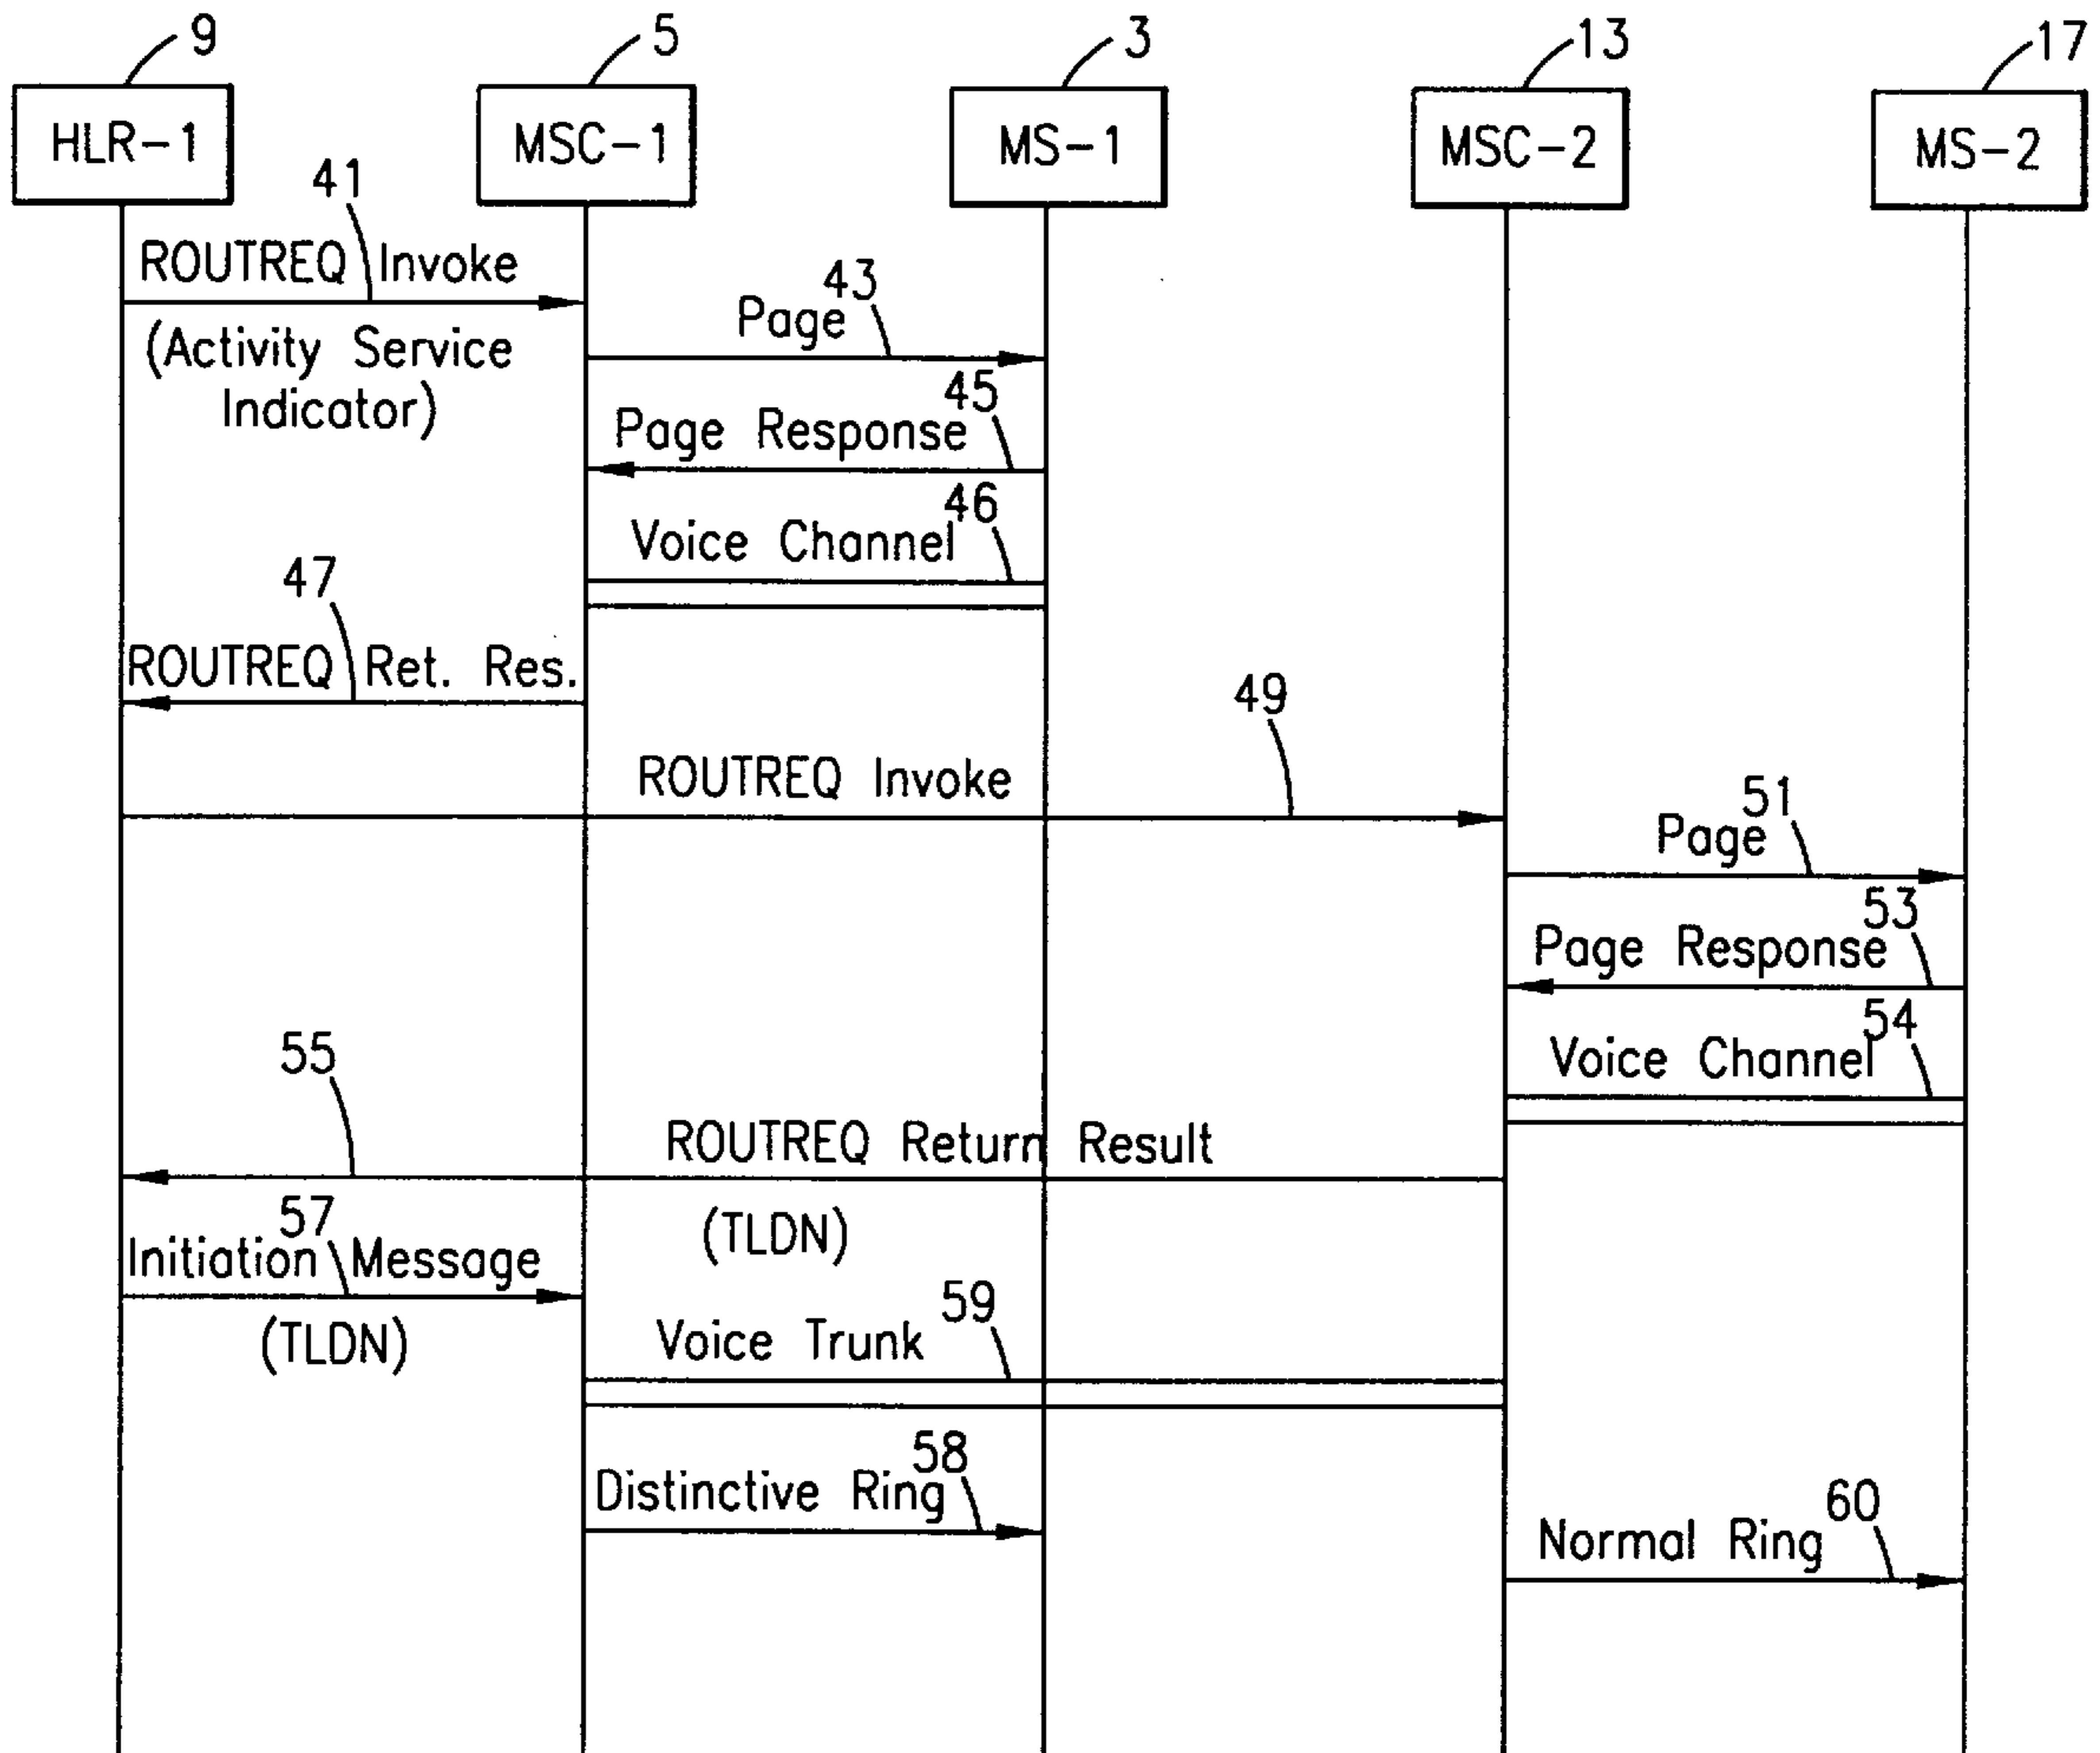 9
5
3
13
17
HLR-1
MSC-1
MS-1
MSC-2
MS-2
41
ROUTREQ Invoke
(Activity Service
Indicator)
43
Page
45
Page Response
46
Voice Channel
47
ROUTREQ Ret. Res.
49
ROUTREQ Invoke
51
Page
53
Page Response
54
Voice Channel
55
ROUTREQ Return Result
(TLDN)
57
Initiation Message
(TLDN)
59
Voice Trunk
58
Distinctive Ring
60
Normal Ring